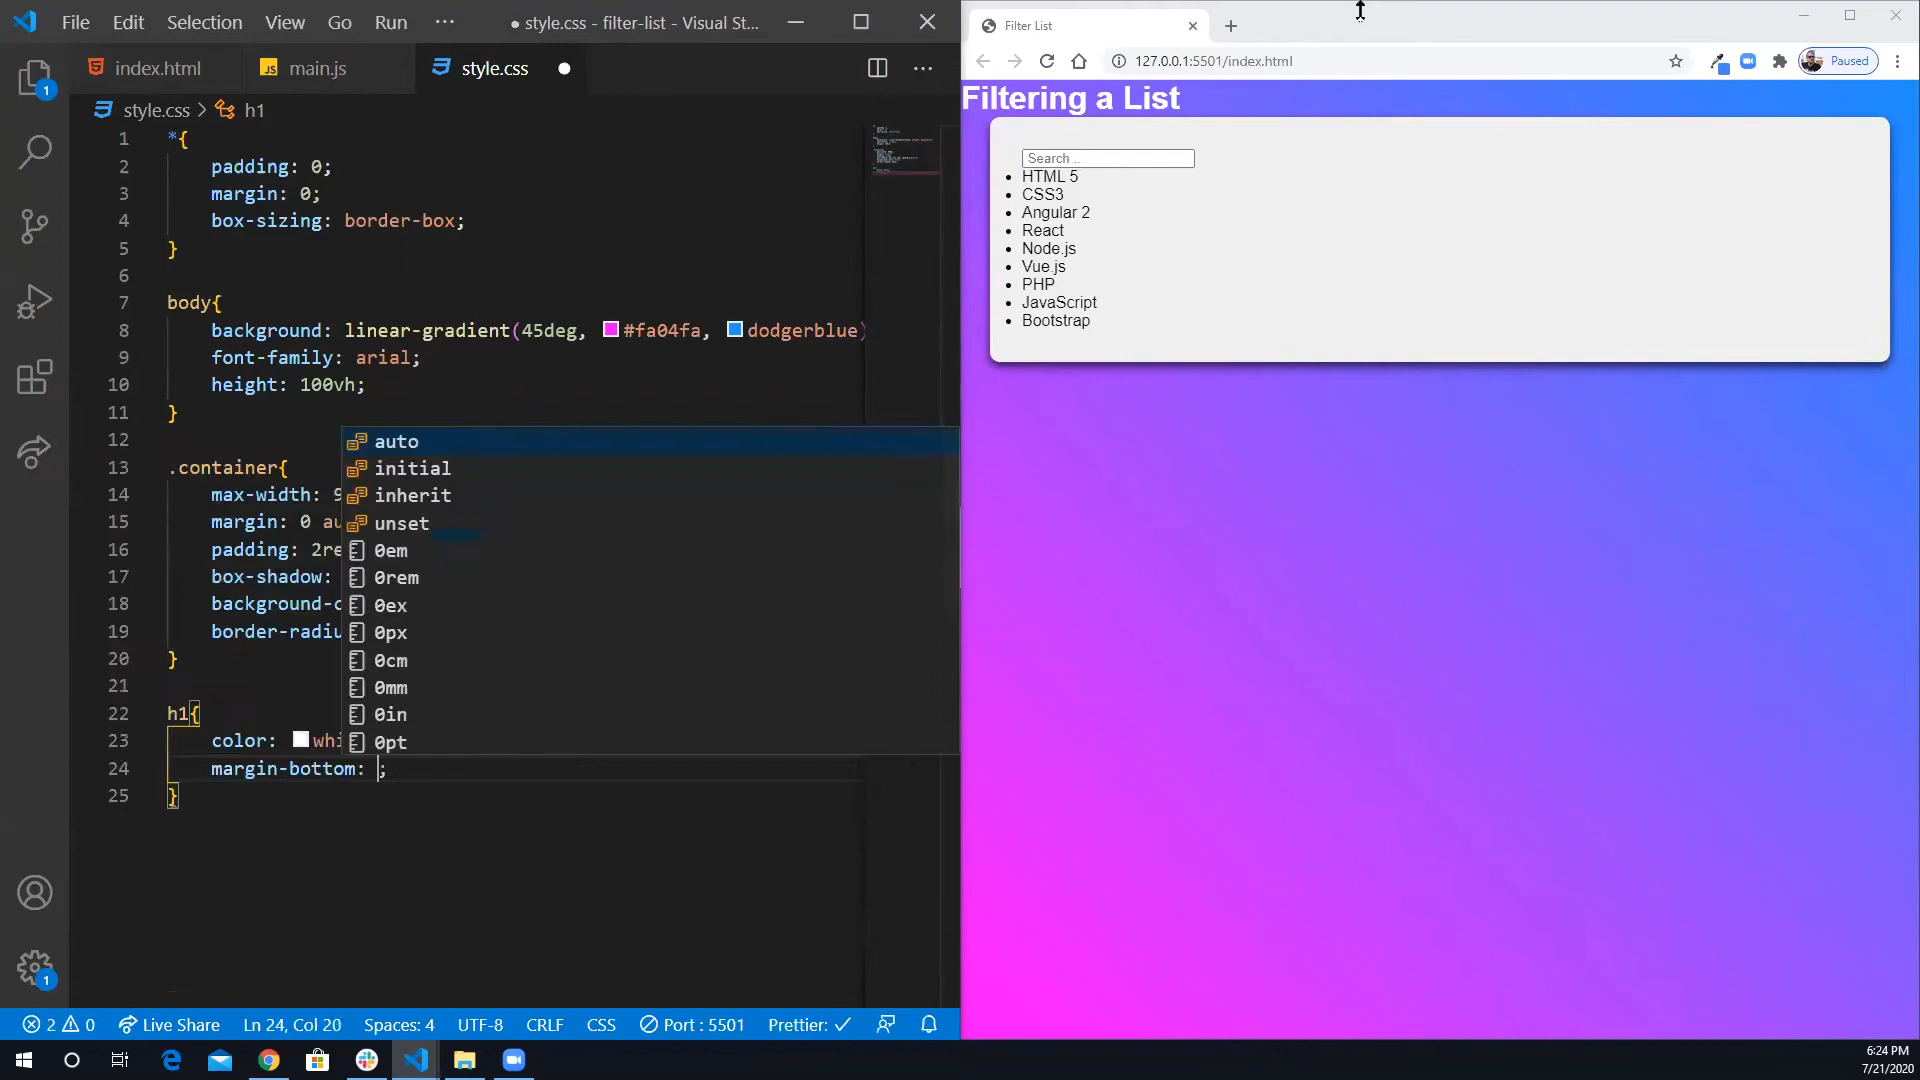 File Edit Selection View Go Run ··· ● style.css - filter-list - Visual St...
index.html main.js style.css
style.css > h1
1 *{
2 padding: 0;
3 margin: 0;
4 box-sizing: border-box;
5 }
6
7 body{
8 background: linear-gradient(45deg, #fa04fa, dodgerblue)
9 font-family: arial;
10 height: 100vh;
11 }
12
13 .container{
14 max-width: 9
15 margin: 0 au
16 padding: 2re
17 box-shadow:
18 background-c
19 border-radiu
20 }
21
22 h1{
23 color: whi
24 margin-bottom: ;
25 }
auto
initial
inherit
unset
0em
0rem
0ex
0px
0cm
0mm
0in
0pt
1
1
2 0 Live Share Ln 24, Col 20 Spaces: 4 UTF-8 CRLF CSS Port : 5501 Prettier: ✓
Filter List
127.0.0.1:5501/index.html
Paused
Filtering a List
Search ..
• HTML 5
• CSS3
• Angular 2
• React
• Node.js
• Vue.js
• PHP
• JavaScript
• Bootstrap
6:24 PM
7/21/2020